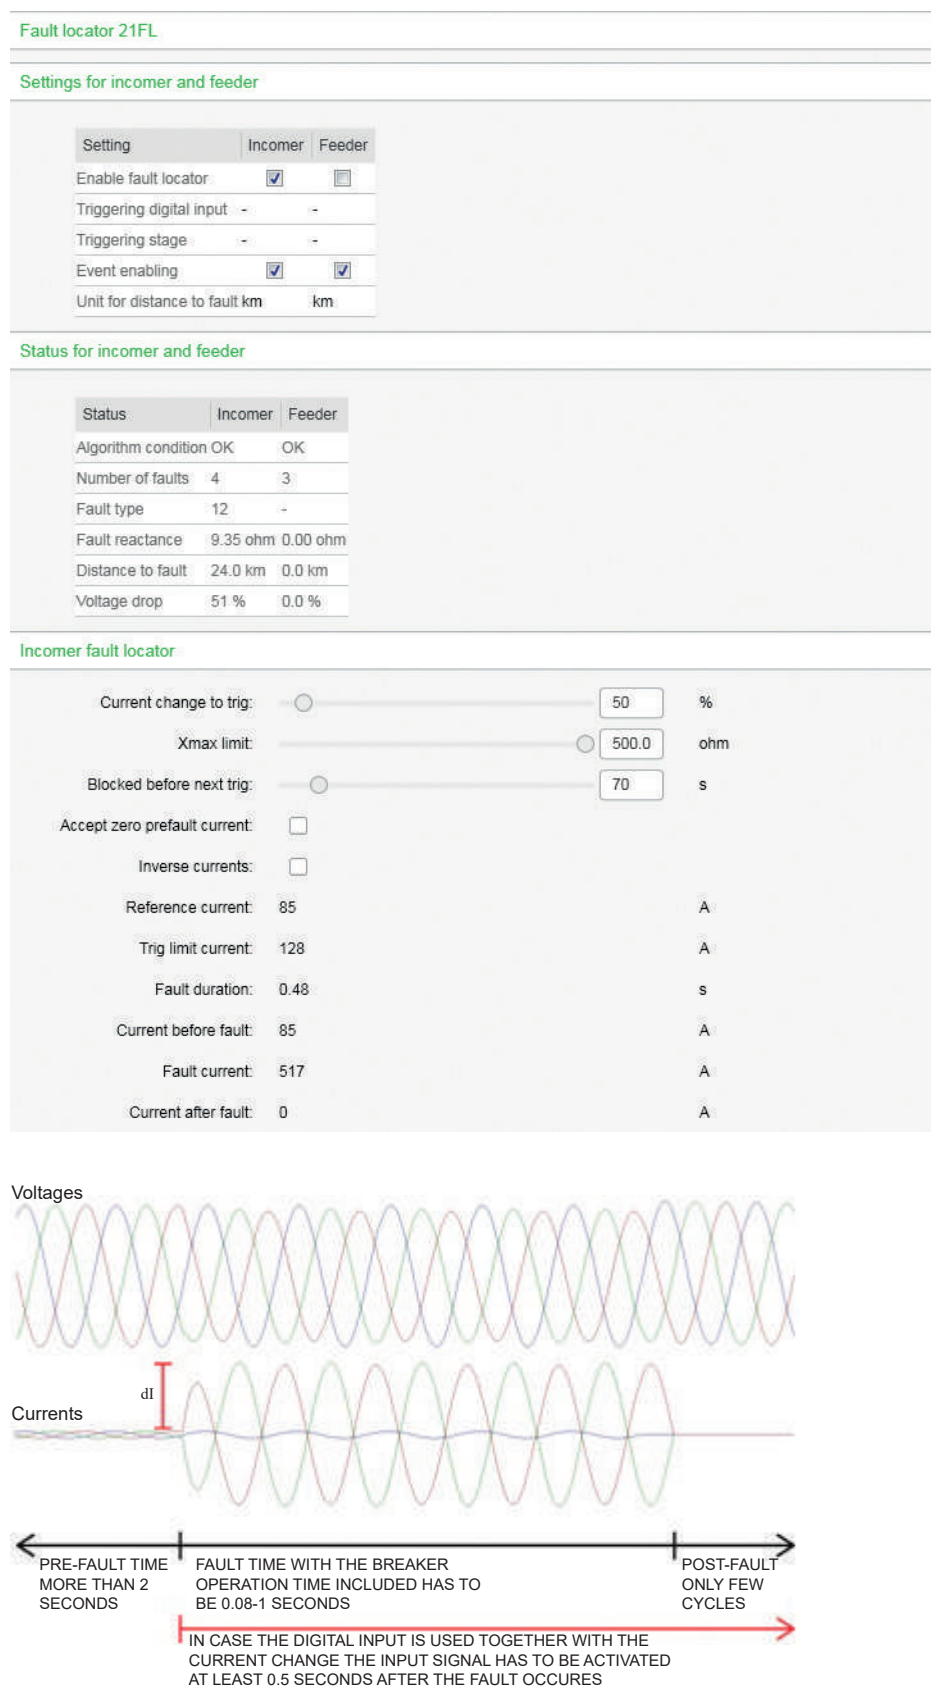 Fault locator 21FL
Settings for incomer and feeder
Setting Incomer Feeder
Enable fault locator
Triggering digital input - -
Triggering stage - -
Event enabling
Unit for distance to fault km km
Status for incomer and feeder
Status Incomer Feeder
Algorithm condition OK OK
Number of faults 4 3
Fault type 12 -
Fault reactance 9.35 ohm 0.00 ohm
Distance to fault 24.0 km 0.0 km
Voltage drop 51 % 0.0 %
Incomer fault locator
Current change to trig: 50 %
Xmax limit: 500.0 ohm
Blocked before next trig: 70 s
Accept zero prefault current:
Inverse currents:
Reference current: 85 A
Trig limit current: 128 A
Fault duration: 0.48 s
Current before fault: 85 A
Fault current: 517 A
Current after fault: 0 A
Voltages
dI
Currents
PRE-FAULT TIME
MORE THAN 2
SECONDS
FAULT TIME WITH THE BREAKER
OPERATION TIME INCLUDED HAS TO
BE 0.08-1 SECONDS
POST-FAULT
ONLY FEW
CYCLES
IN CASE THE DIGITAL INPUT IS USED TOGETHER WITH THE
CURRENT CHANGE THE INPUT SIGNAL HAS TO BE ACTIVATED
AT LEAST 0.5 SECONDS AFTER THE FAULT OCCURES